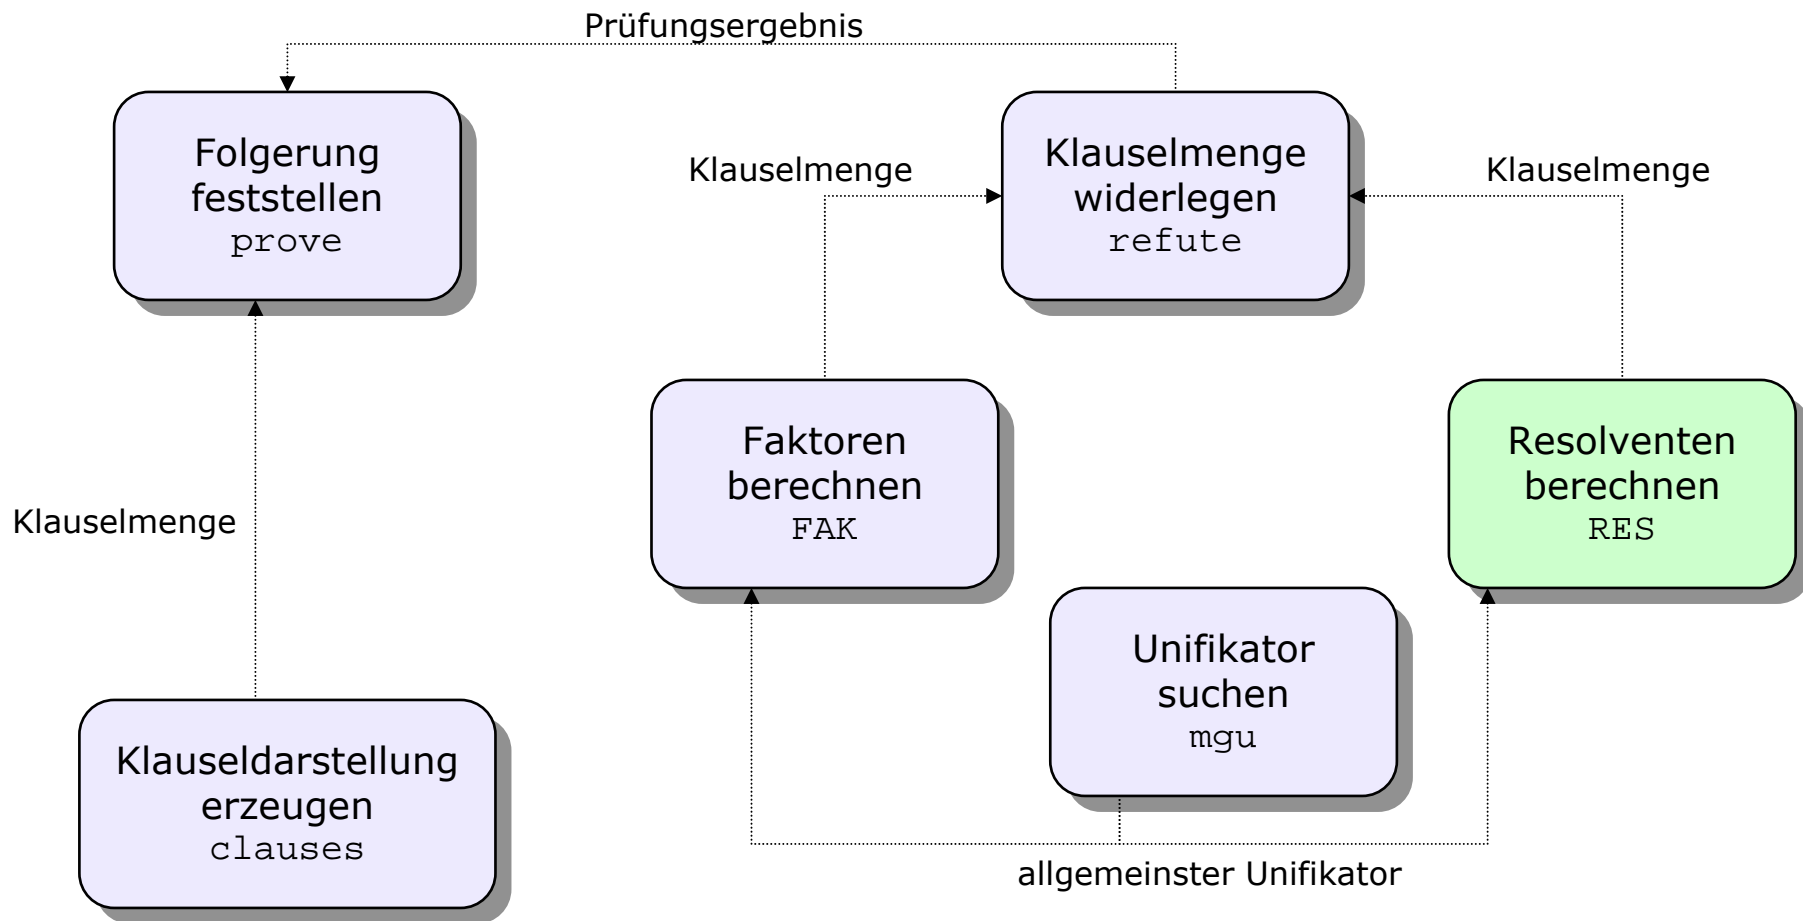 Prüfungsergebnis
Folgerung
feststellen
prove
Klauselmenge
Klauselmenge
widerlegen
refute
Klauselmenge
Faktoren
berechnen
FAK
Resolventen
berechnen
RES
Klauselmenge
Unifikator
suchen
mgu
Klauseldarstellung
erzeugen
clauses
allgemeinster Unifikator